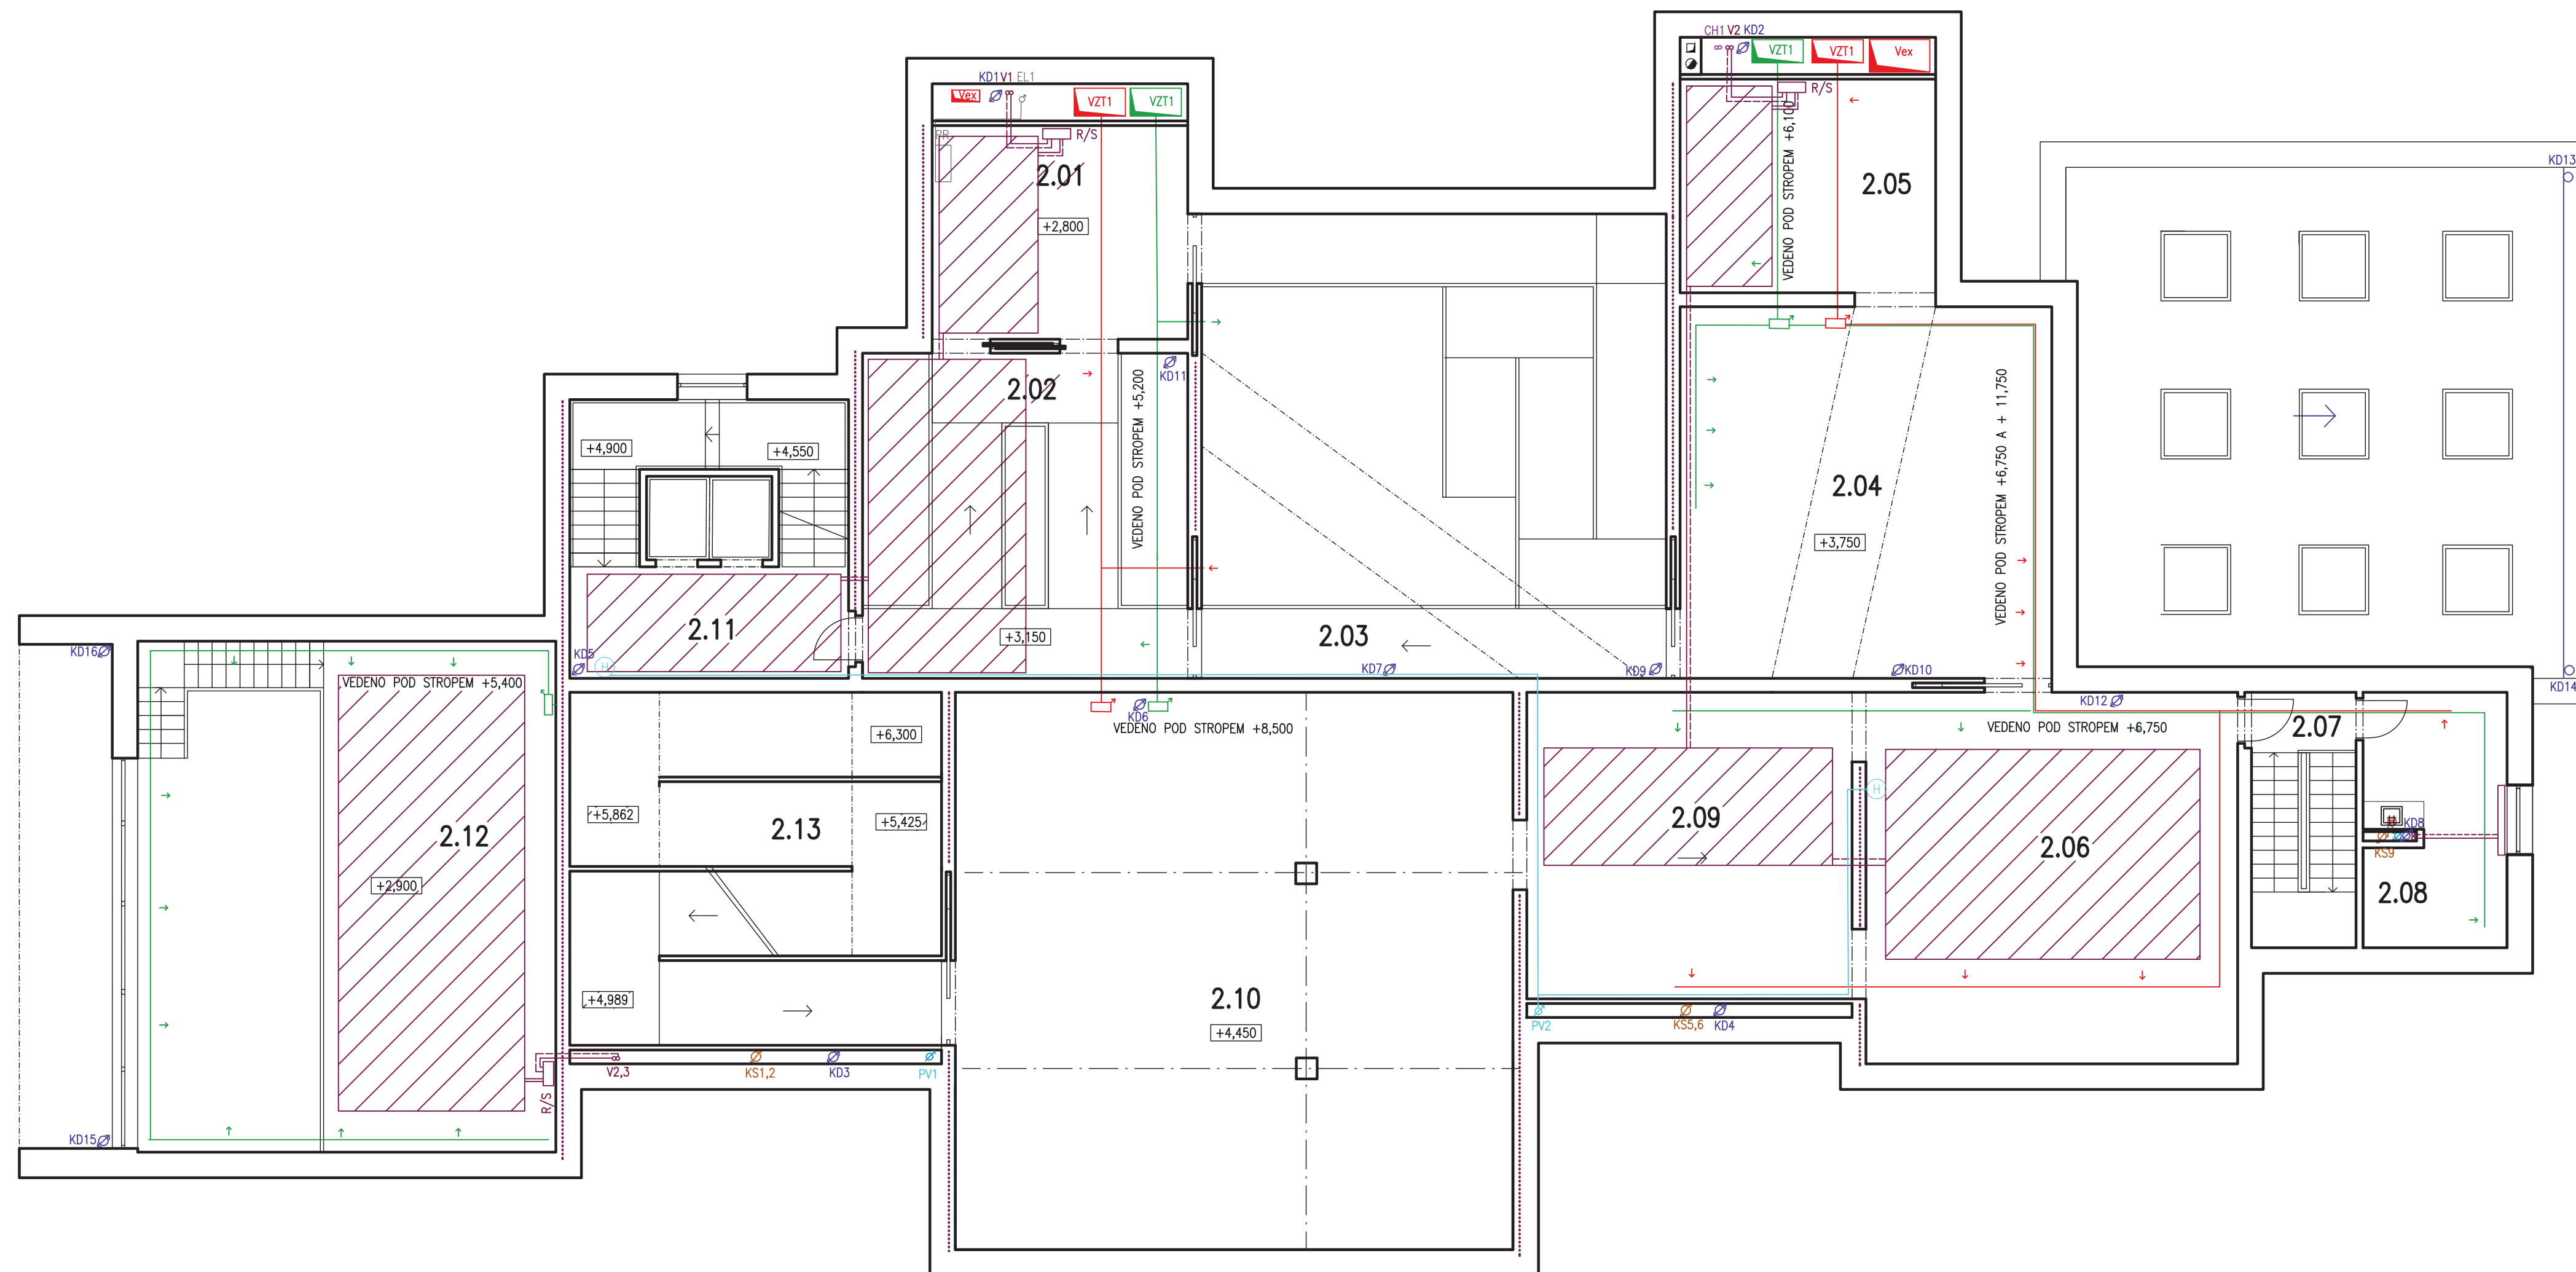 CH1 V2 KD2
VZT1
VZT1
Vex
R/S
VEDENO POD STROPEM +6,100
2.05
KD1 V1 EL1
Vex
VZT1
VZT1
PR
R/S
2.01
+2,800
KD13
2.02
KD11
VEDENO POD STROPEM +5,200
+4,900
+4,550
2.04
+3,750
VEDENO POD STROPEM +6,750 A + 11,750
2.11
+3,150
2.03
KD16
KD5
H
KD7
KD9
KD10
KD14
VEDENO POD STROPEM +5,400
KD6
VEDENO POD STROPEM +8,500
KD12
VEDENO POD STROPEM +6,750
2.07
+6,300
+5,862
2.13
+5,425
H
2.12
+2,900
2.09
2.06
KD8
KS9
2.08
+4,989
2.10
+4,450
PV2
KS5,6
KD4
V2,3
KS1,2
KD3
PV1
R/S
KD15